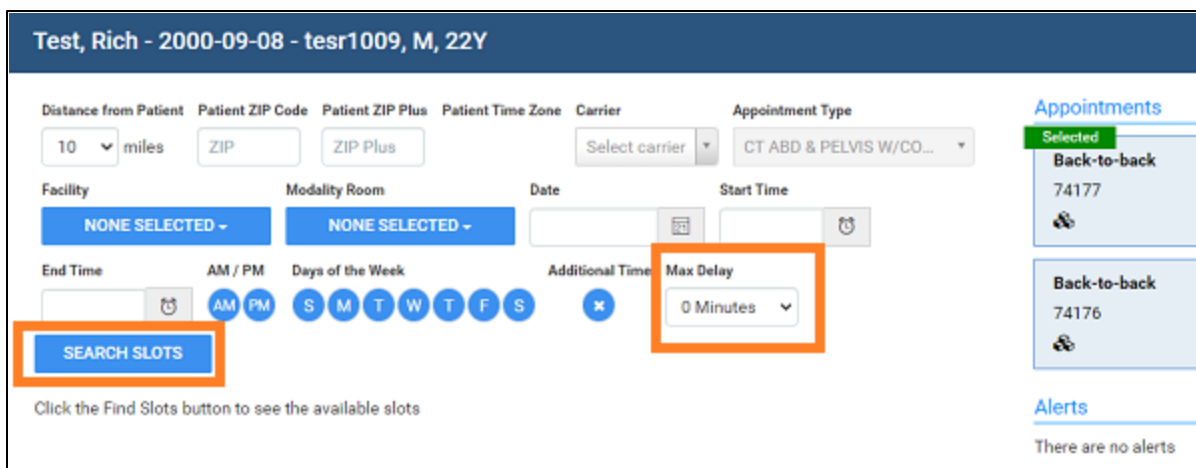 Test, Rich - 2000-09-08 - tesr1009, M, 22Y
Distance from Patient Patient ZIP Code Patient ZIP Plus Patient Time Zone Carrier Appointment Type
10 miles ZIP ZIP Plus Select carrier CT ABD & PELVIS W/CO...
Facility Modality Room Date Start Time
NONE SELECTED NONE SELECTED
End Time AM / PM Days of the Week Additional Time Max Delay
AM PM S M T W T F S 0 Minutes
SEARCH SLOTS
Click the Find Slots button to see the available slots
Appointments
Selected
Back-to-back
74177
Back-to-back
74176
Alerts
There are no alerts